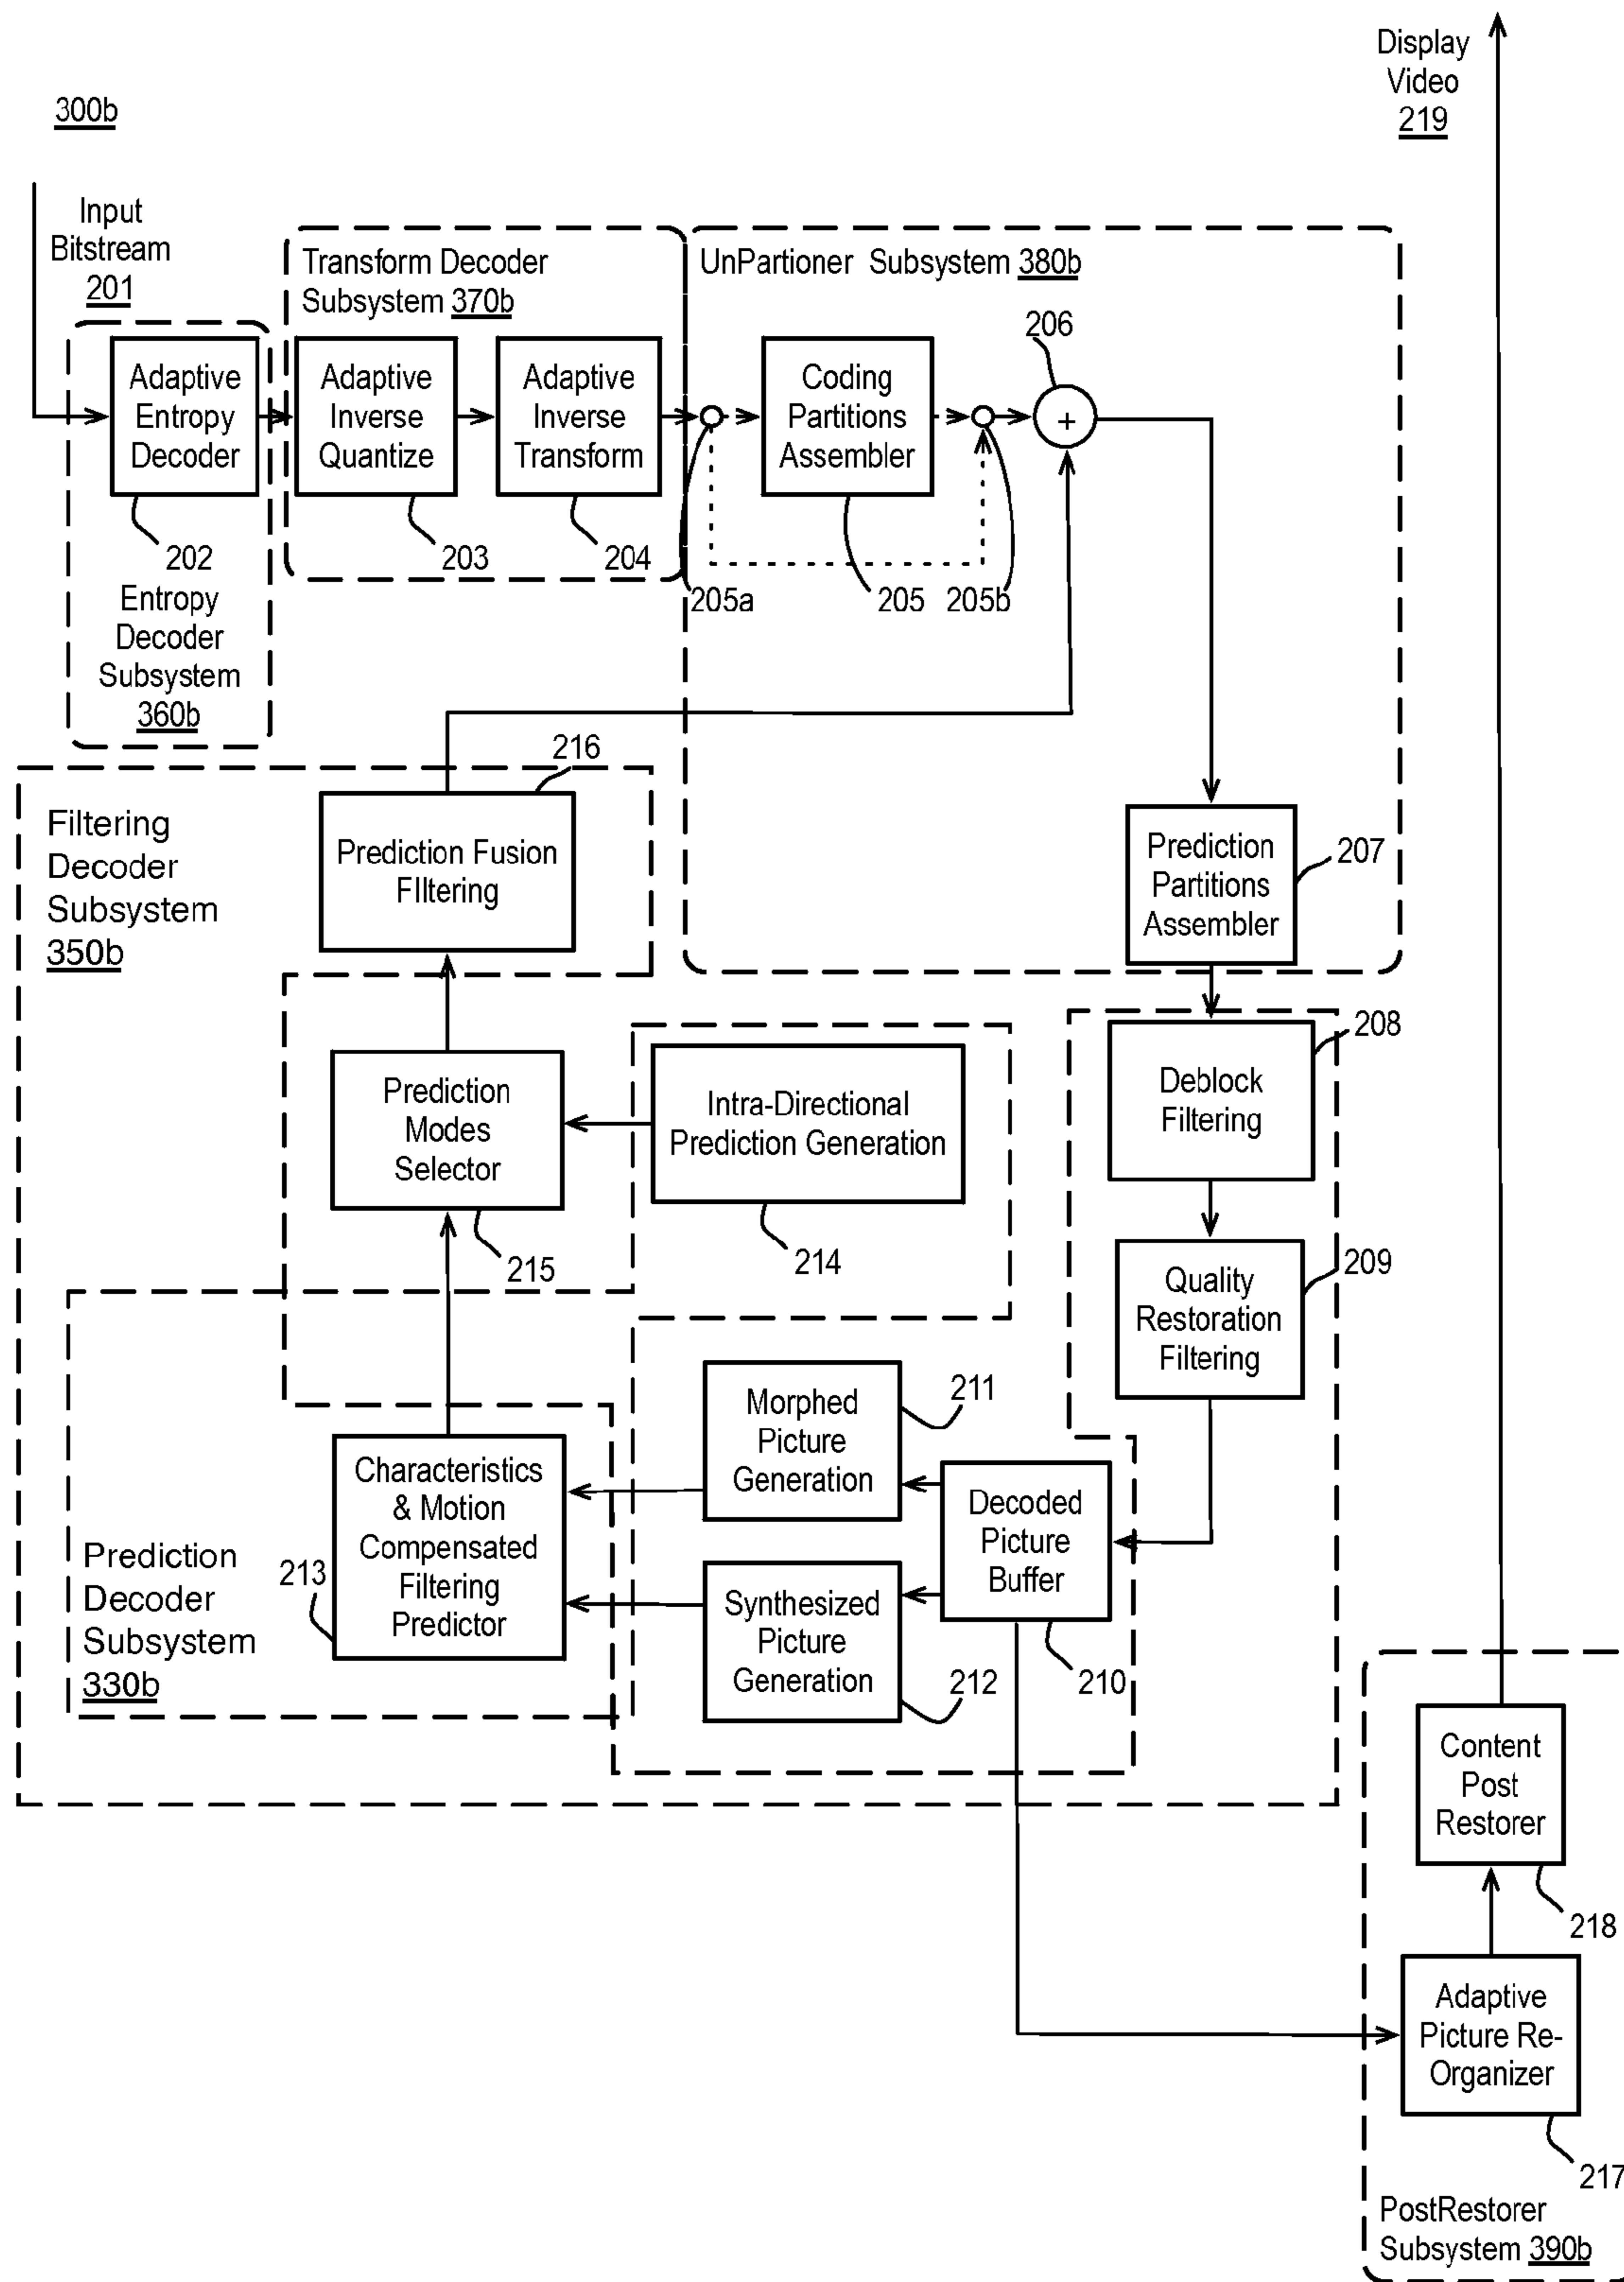 Display
Video
219
300b
Input
Bitstream
201
Transform Decoder
Subsystem 370b
UnPartioner Subsystem 380b
206
Adaptive
Entropy
Decoder
Adaptive
Inverse
Quantize
Adaptive
Inverse
Transform
Coding
Partitions
Assembler
+
202
203
204
205a
205
205b
Entropy
Decoder
Subsystem
360b
216
Filtering
Decoder
Subsystem
350b
Prediction Fusion
FIltering
Prediction
Partitions
Assembler
207
208
Deblock
Filtering
Prediction
Modes
Selector
Intra-Directional
Prediction Generation
215
214
209
Quality
Restoration
Filtering
211
Morphed
Picture
Generation
Characteristics
& Motion
Compensated
Filtering
Predictor
Decoded
Picture
Buffer
213
Prediction
Decoder
Subsystem
330b
Synthesized
Picture
Generation
212
210
Content
Post
Restorer
218
Adaptive
Picture Re-
Organizer
217
PostRestorer
Subsystem 390b